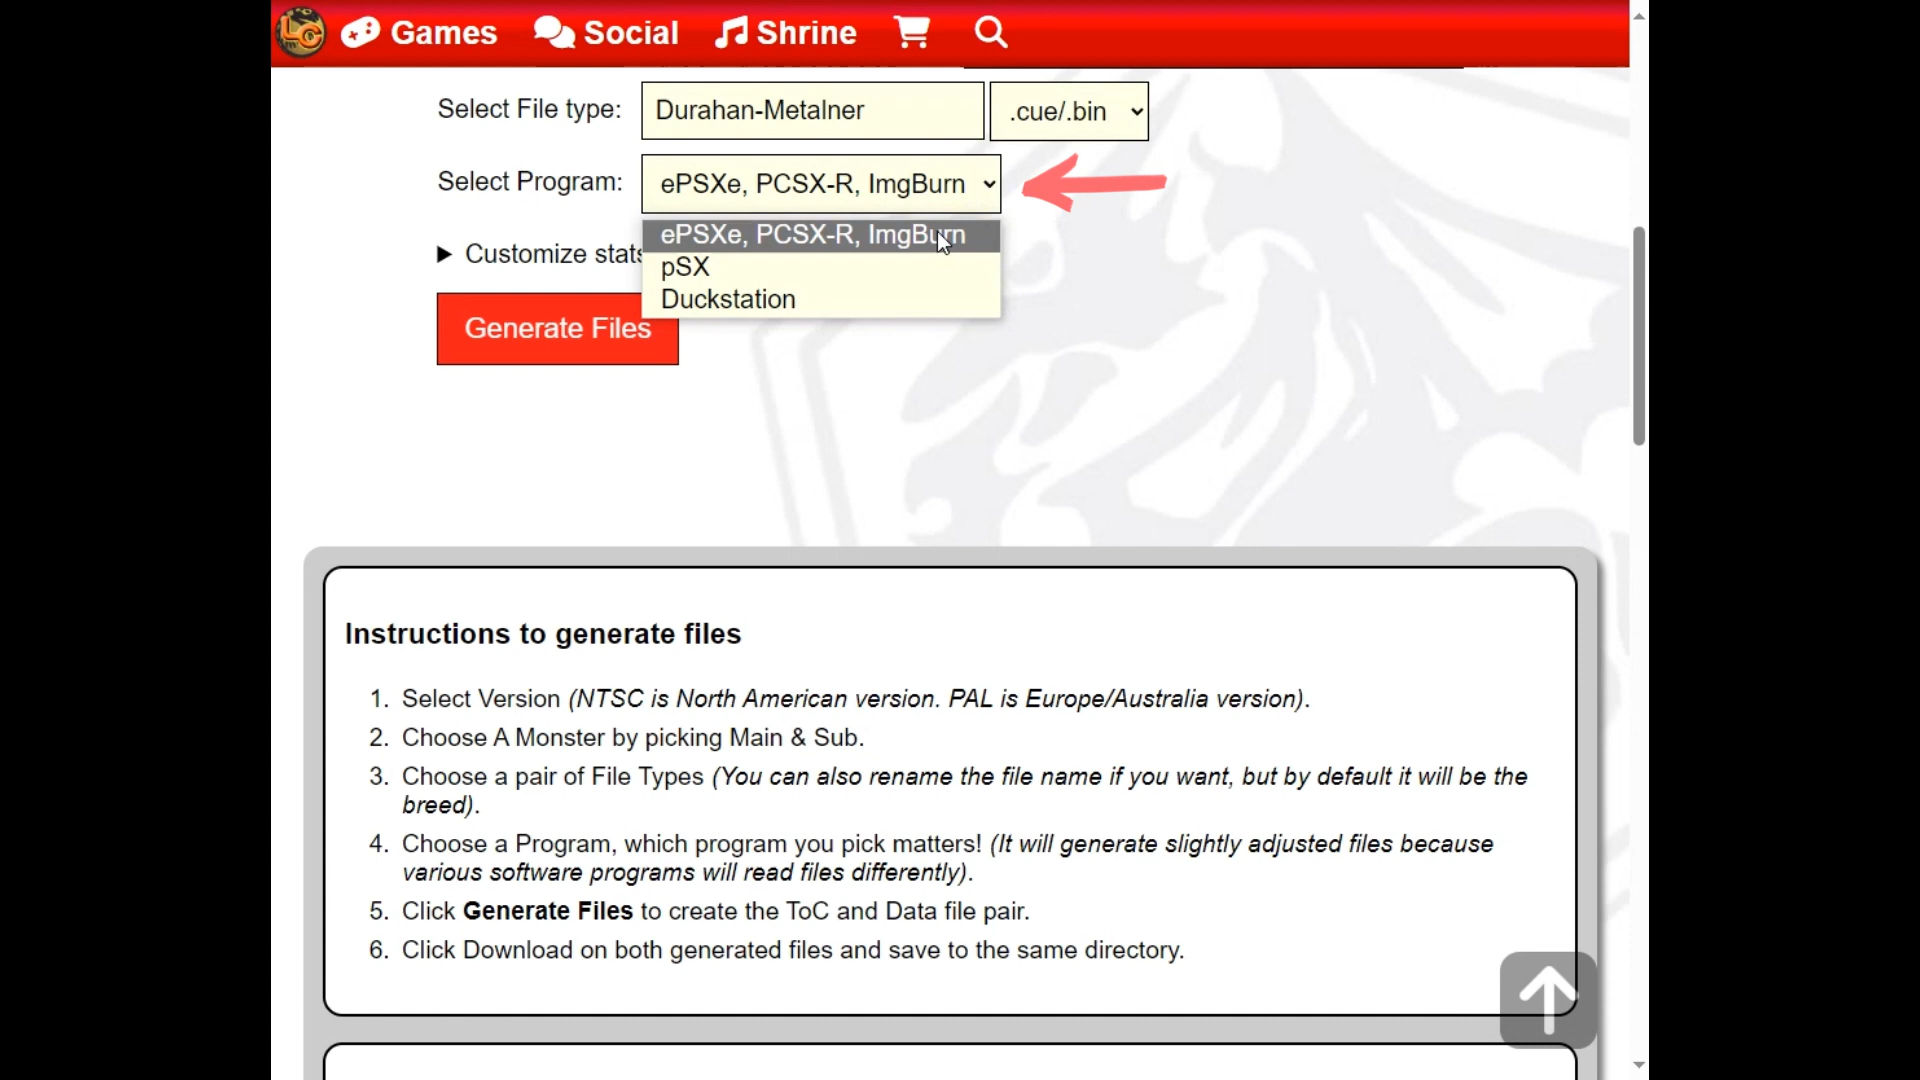 LC Games Social Shrine
Select File type: Durahan-Metalner .cue/.bin
Select Program: ePSXe, PCSX-R, ImgBurn
ePSXe, PCSX-R, ImgBurn
Customize stats
pSX
Duckstation
Generate Files
Instructions to generate files
1. Select Version (NTSC is North American version. PAL is Europe/Australia version).
2. Choose A Monster by picking Main & Sub.
3. Choose a pair of File Types (You can also rename the file name if you want, but by default it will be the
breed).
4. Choose a Program, which program you pick matters! (It will generate slightly adjusted files because
various software programs will read files differently).
5. Click Generate Files to create the ToC and Data file pair.
6. Click Download on both generated files and save to the same directory.